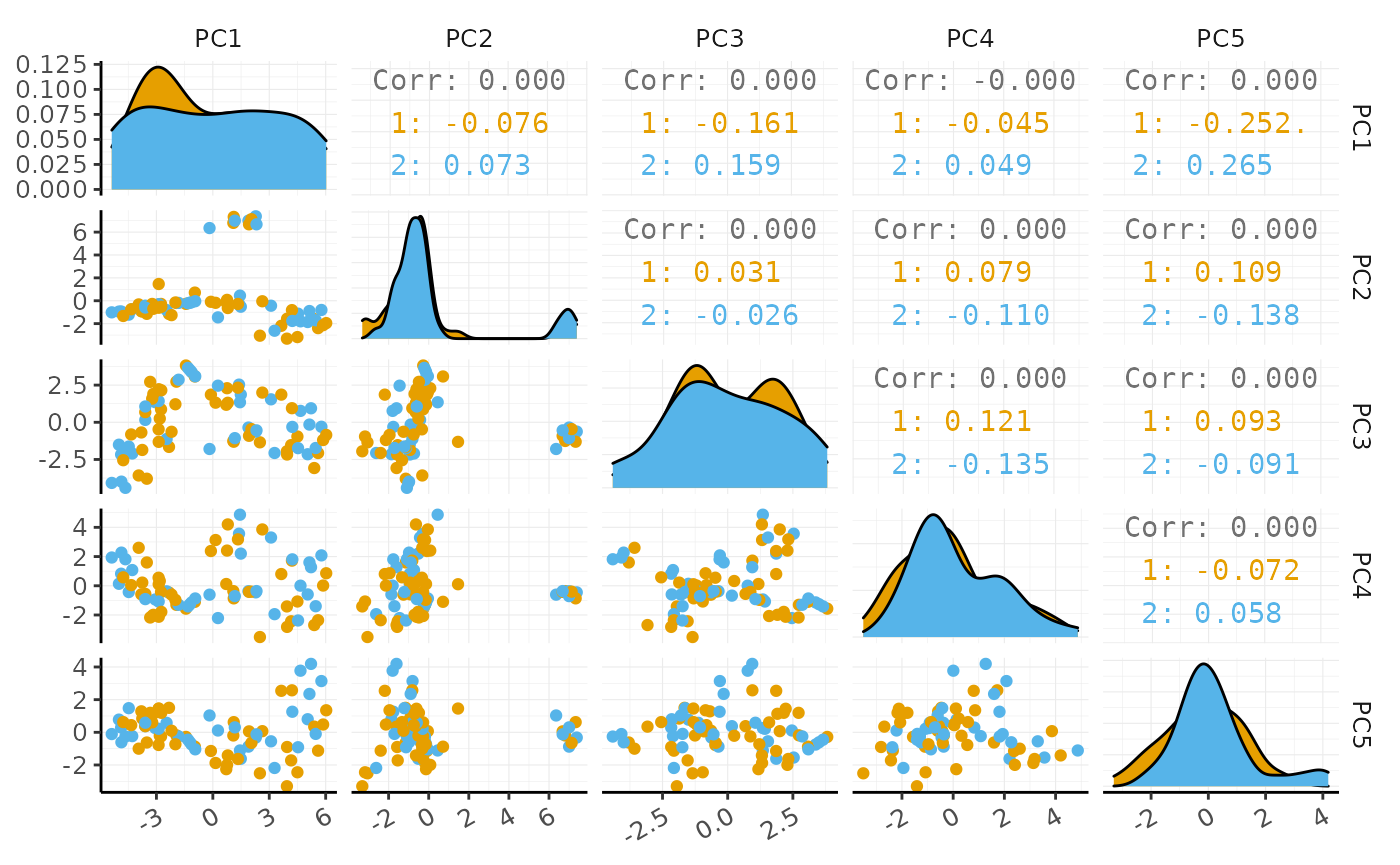 PC1 PC2 PC3 PC4 PC5
0.125
0.100
0.075
0.050
0.025
0.000
Corr: 0.000
1: -0.076
2: 0.073
Corr: 0.000
1: -0.161
2: 0.159
Corr: -0.000
1: -0.045
2: 0.049
Corr: 0.000
1: -0.252.
2: 0.265
PC1
6
4
2
0
-2
Corr: 0.000
1: 0.031
2: -0.026
Corr: 0.000
1: 0.079
2: -0.110
Corr: 0.000
1: 0.109
2: -0.138
PC2
2.5
0.0
-2.5
Corr: 0.000
1: 0.121
2: -0.135
Corr: 0.000
1: 0.093
2: -0.091
PC3
4
2
0
-2
Corr: 0.000
1: -0.072
2: 0.058
PC4
4
2
0
-2
PC5
-3 0 3 6
-2 0 2 4 6
-2.5 0.0 2.5
-2 0 2 4
-2 0 2 4